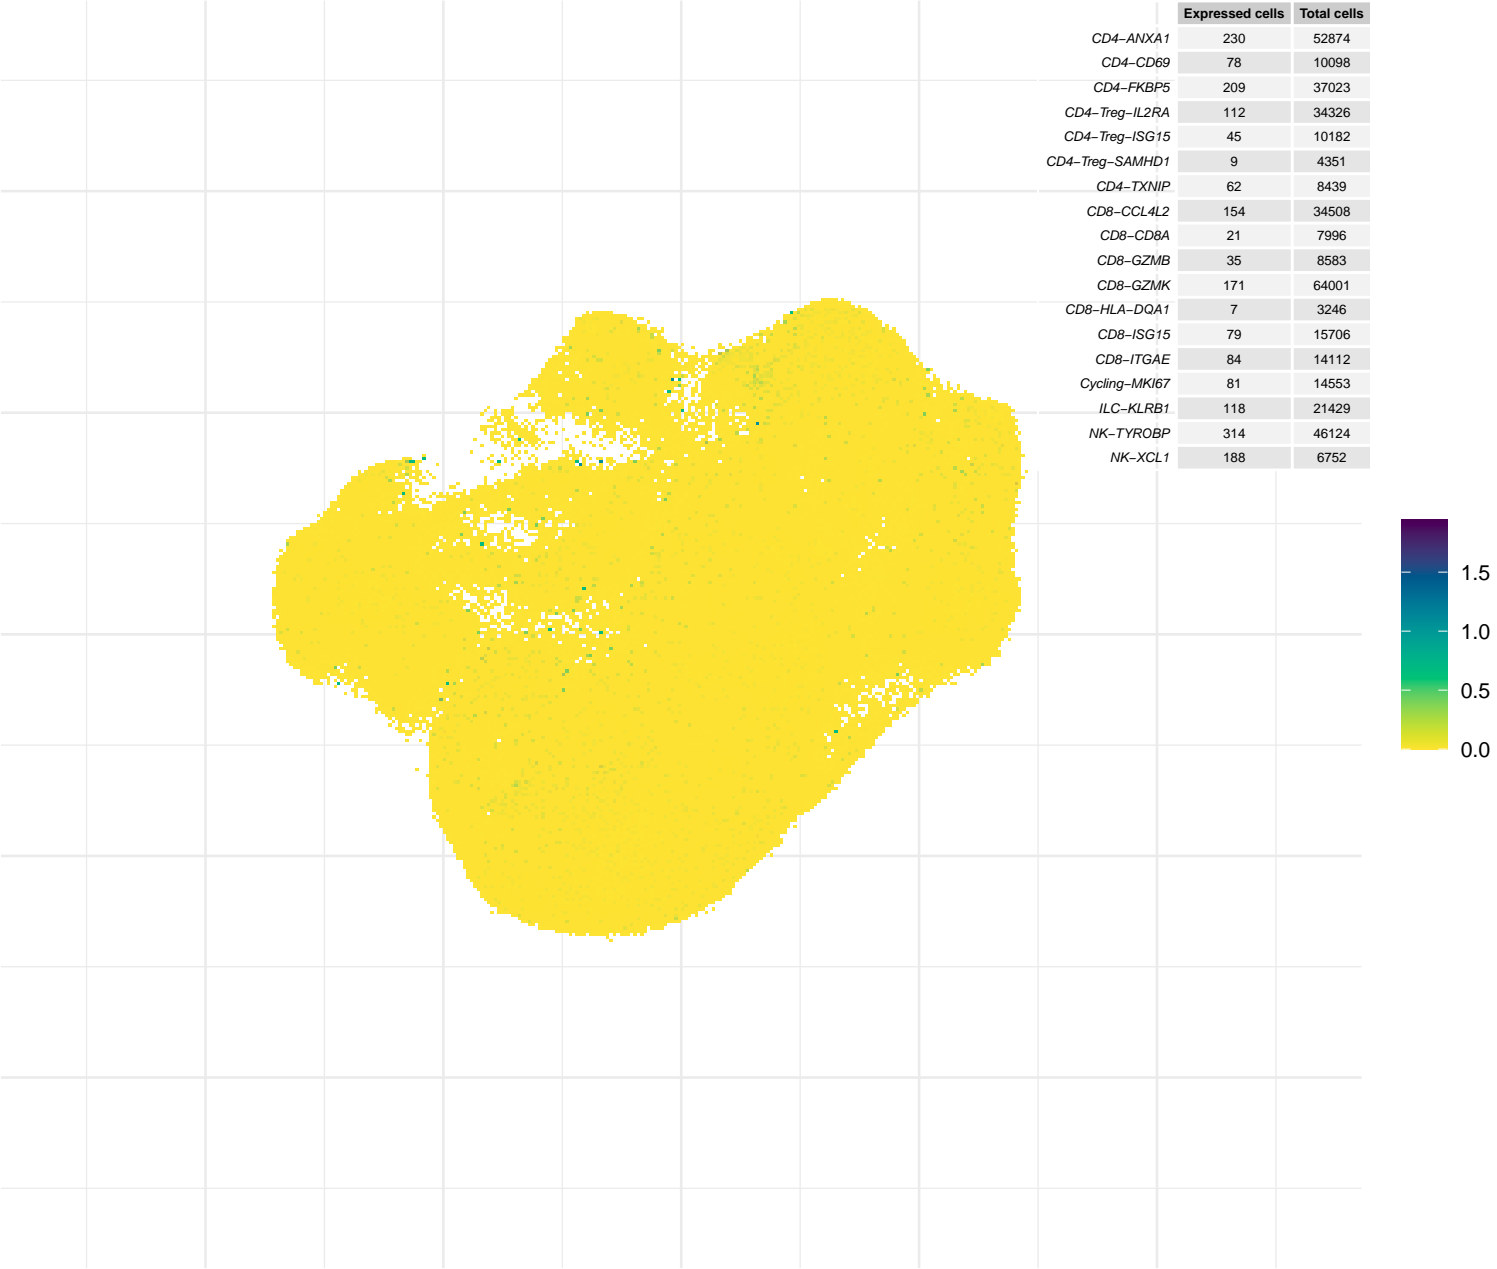 Expressed cells Total cells
CD4−ANXA1 230 52874
CD4−CD69 78 10098
CD4−FKBP5 209 37023
CD4−Treg−IL2RA 112 34326
CD4−Treg−ISG15 45 10182
CD4−Treg−SAMHD1 9 4351
CD4−TXNIP 62 8439
CD8−CCL4L2 154 34508
CD8−CD8A 21 7996
CD8−GZMB 35 8583
CD8−GZMK 171 64001
CD8−HLA−DQA1 7 3246
CD8−ISG15 79 15706
CD8−ITGAE 84 14112
Cycling−MKI67 81 14553
ILC−KLRB1 118 21429
NK−TYROBP 314 46124
NK−XCL1 188 6752
1.5
1.0
0.5
0.0